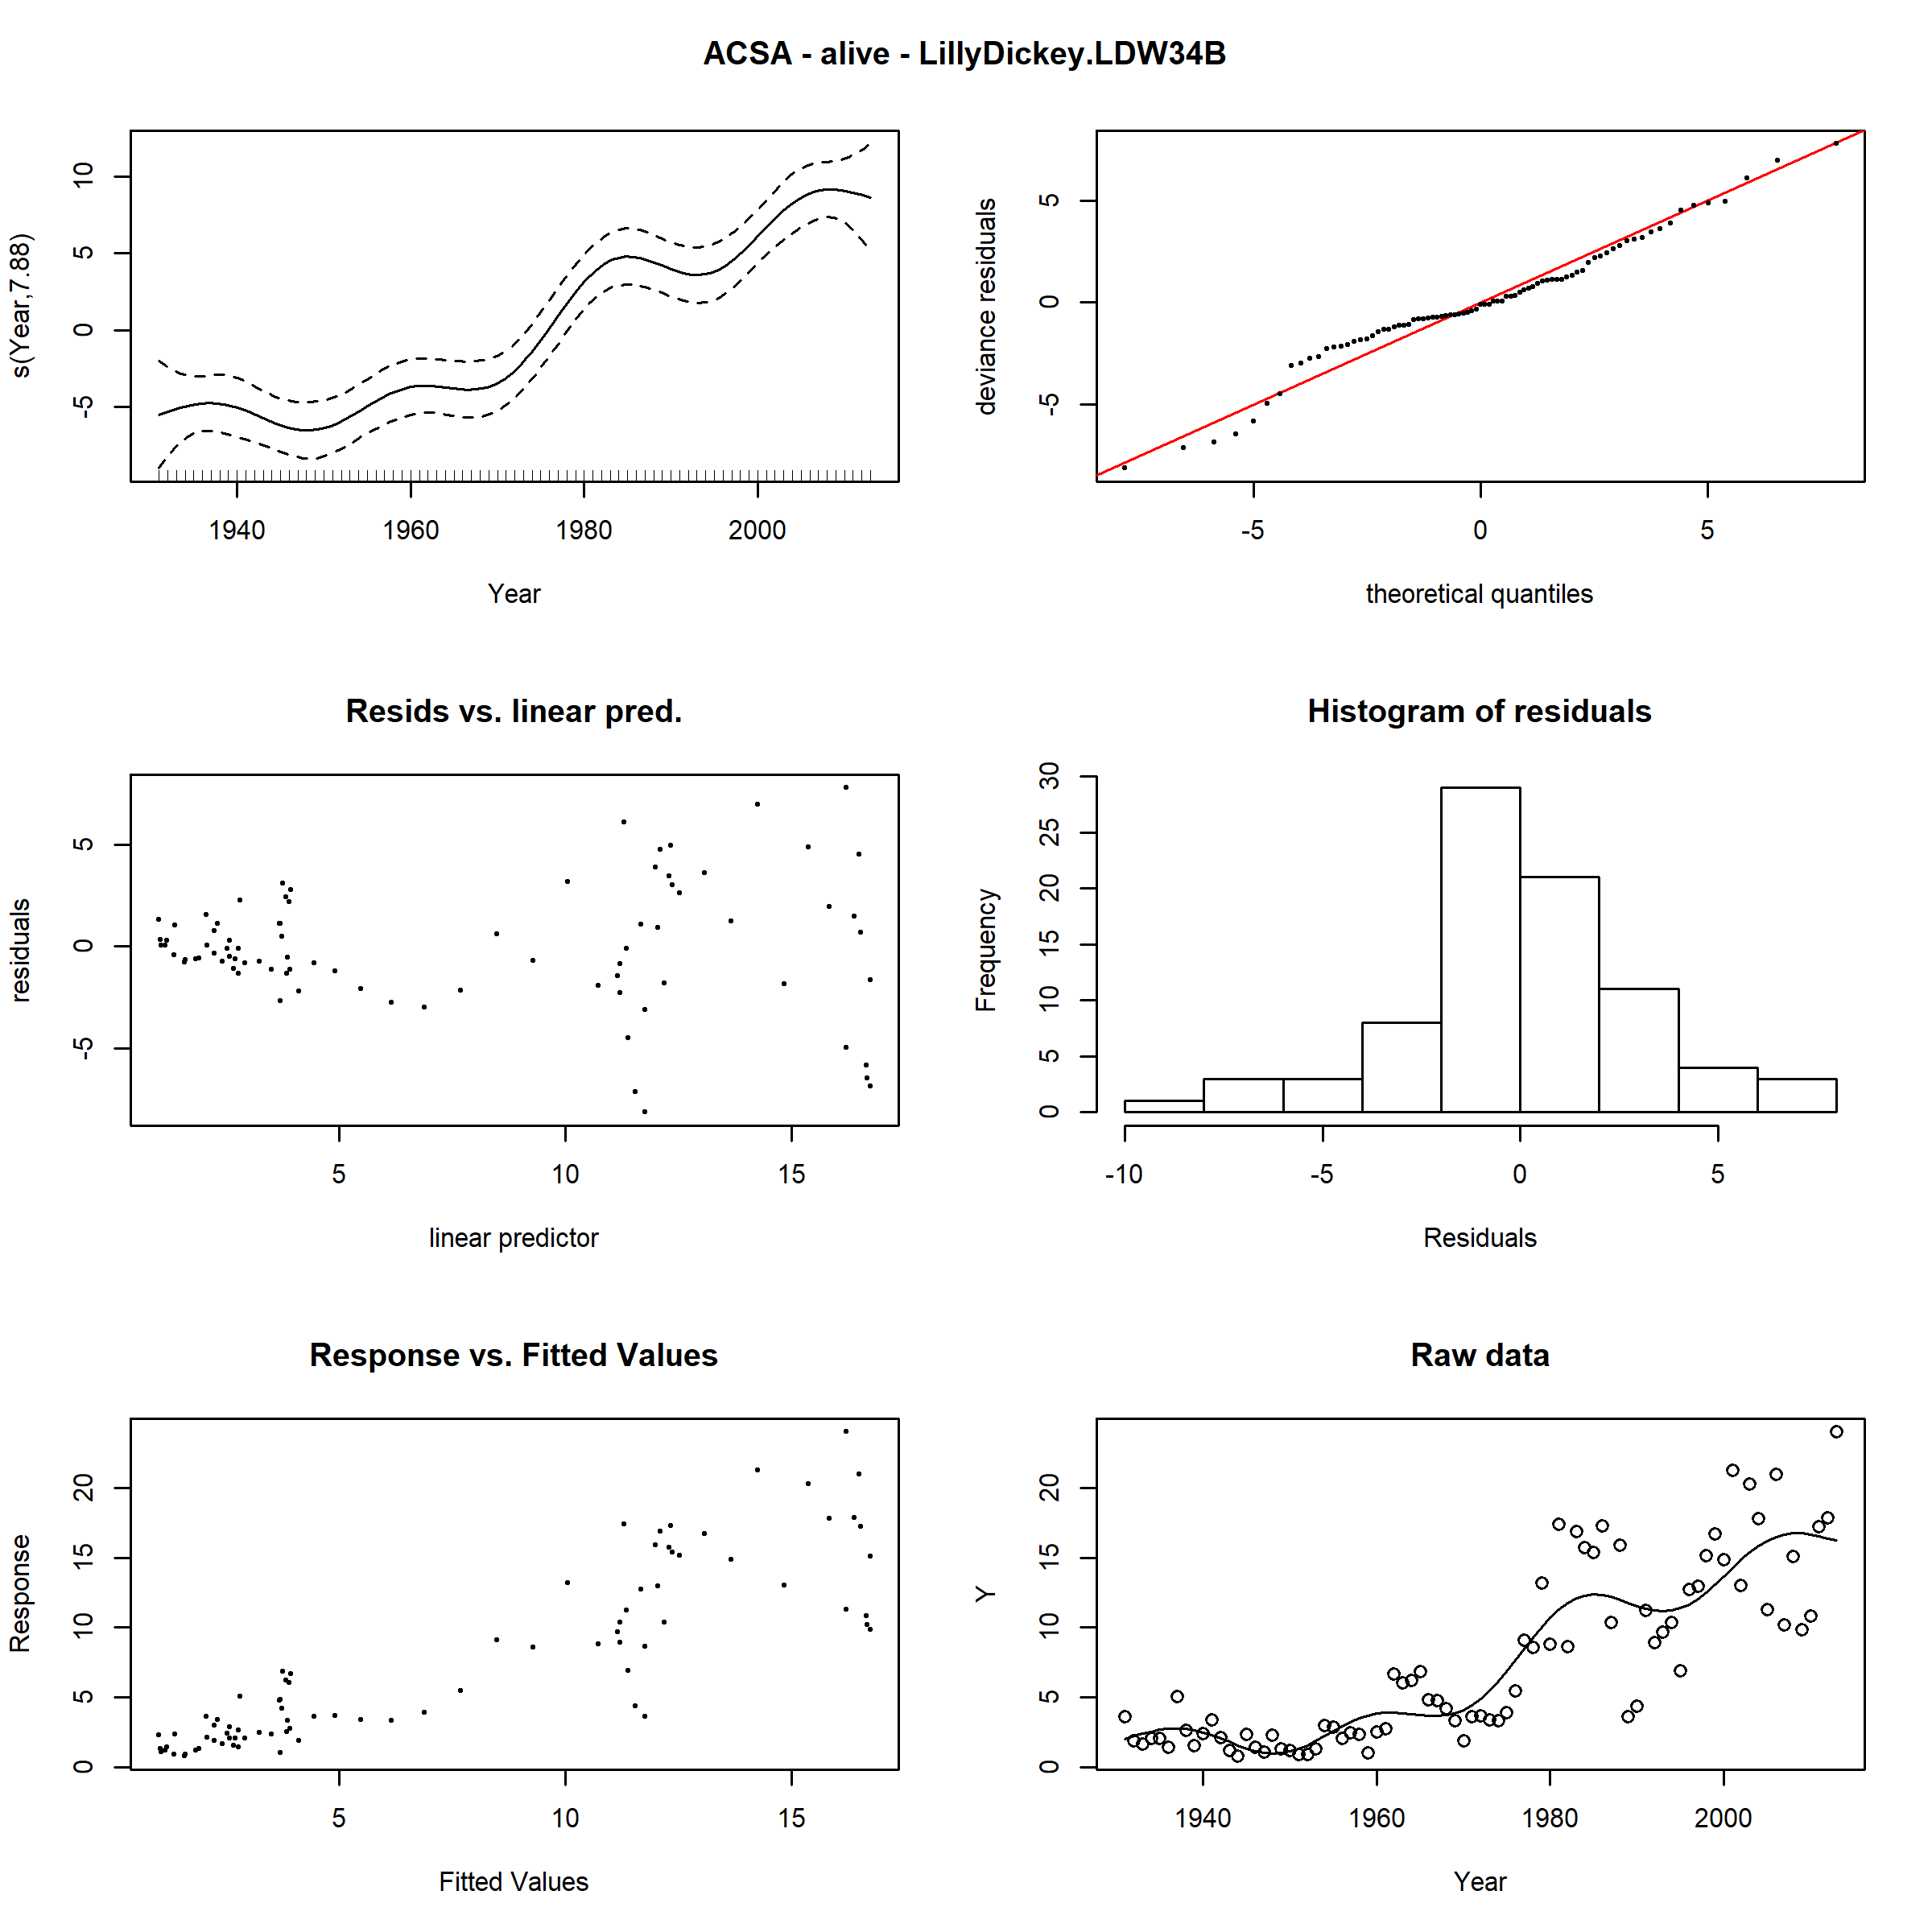 ACSA - alive - LillyDickey.LDW34B
s(Year,7.88)
10
5
0
-5
1940 1960 1980 2000
Year
deviance residuals
5
0
-5
-5 0 5
theoretical quantiles
Resids vs. linear pred.
residuals
5
0
-5
5 10 15
linear predictor
Histogram of residuals
Frequency
30
25
20
15
10
5
0
-10 -5 0 5
Residuals
Response vs. Fitted Values
Response
20
15
10
5
0
5 10 15
Fitted Values
Raw data
Y
20
15
10
5
0
1940 1960 1980 2000
Year